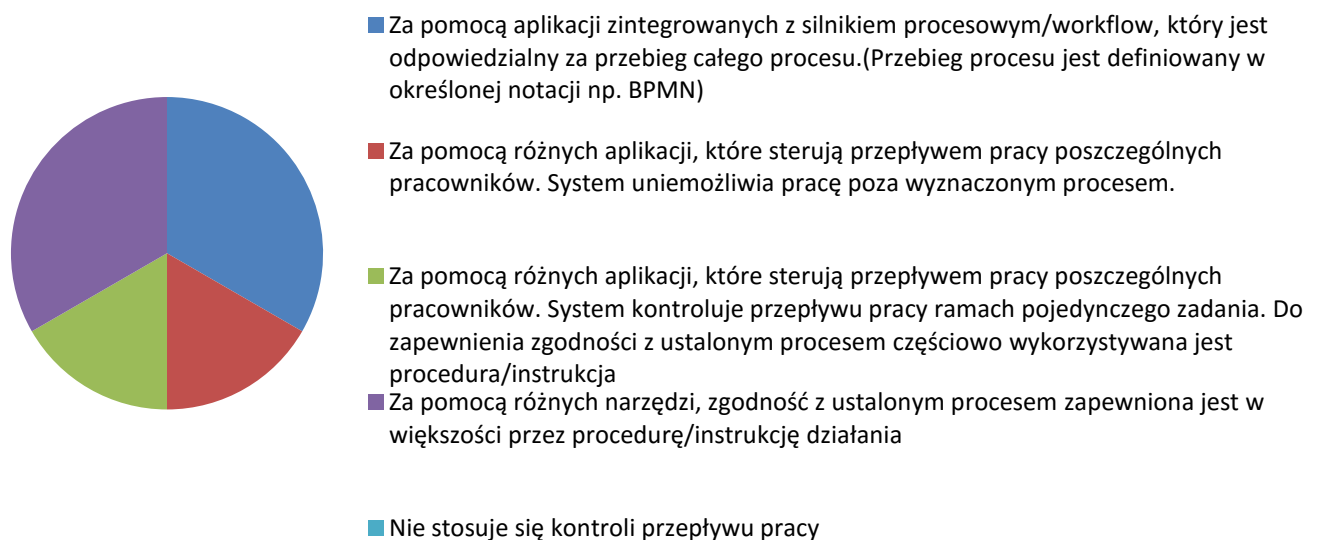 Za pomocą aplikacji zintegrowanych z silnikiem procesowym/workflow, który jest
odpowiedzialny za przebieg całego procesu.(Przebieg procesu jest definiowany w
określonej notacji np. BPMN)
Za pomocą różnych aplikacji, które sterują przepływem pracy poszczególnych
pracowników. System uniemożliwia pracę poza wyznaczonym procesem.
Za pomocą różnych aplikacji, które sterują przepływem pracy poszczególnych
pracowników. System kontroluje przepływu pracy ramach pojedynczego zadania. Do
zapewnienia zgodności z ustalonym procesem częściowo wykorzystywana jest
procedura/instrukcja
Za pomocą różnych narzędzi, zgodność z ustalonym procesem zapewniona jest w
większości przez procedurę/instrukcję działania
Nie stosuje się kontroli przepływu pracy